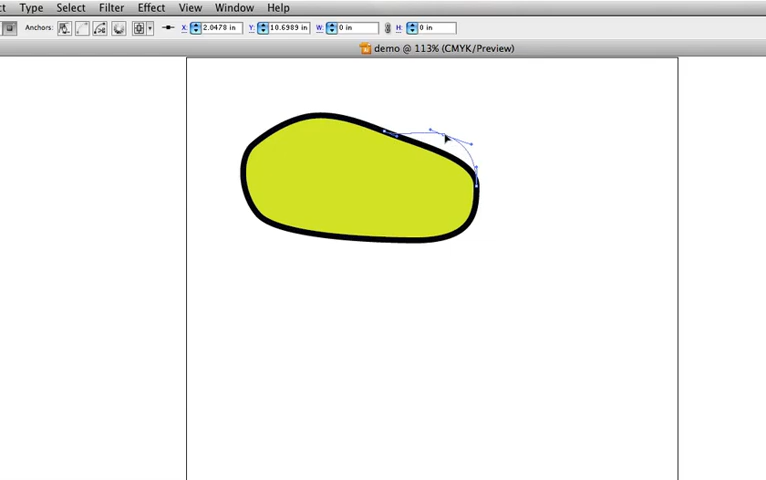 ct Type Select Filter Effect View Window Help
Anchors: X: 2.0478 in Y: 10.6989 in W: 0 in H: 0 in
demo @ 113% (CMYK/Preview)